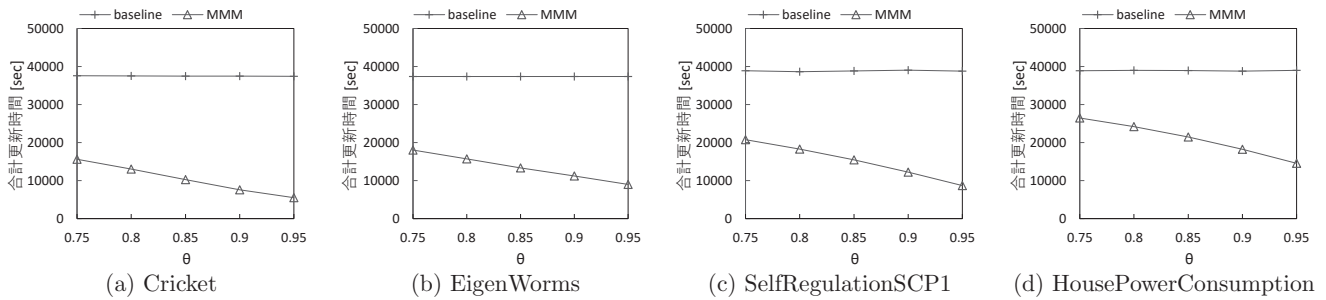 baseline MMM
50000
40000
30000
20000
10000
0
合計更新時間 [sec]
0.75 0.8 0.85 0.9 0.95
θ
(a) Cricket
baseline MMM
50000
40000
30000
20000
10000
0
合計更新時間 [sec]
0.75 0.8 0.85 0.9 0.95
θ
(b) EigenWorms
baseline MMM
50000
40000
30000
20000
10000
0
合計更新時間 [sec]
0.75 0.8 0.85 0.9 0.95
θ
(c) SelfRegulationSCP1
baseline MMM
50000
40000
30000
20000
10000
0
合計更新時間 [sec]
0.75 0.8 0.85 0.9 0.95
θ
(d) HousePowerConsumption